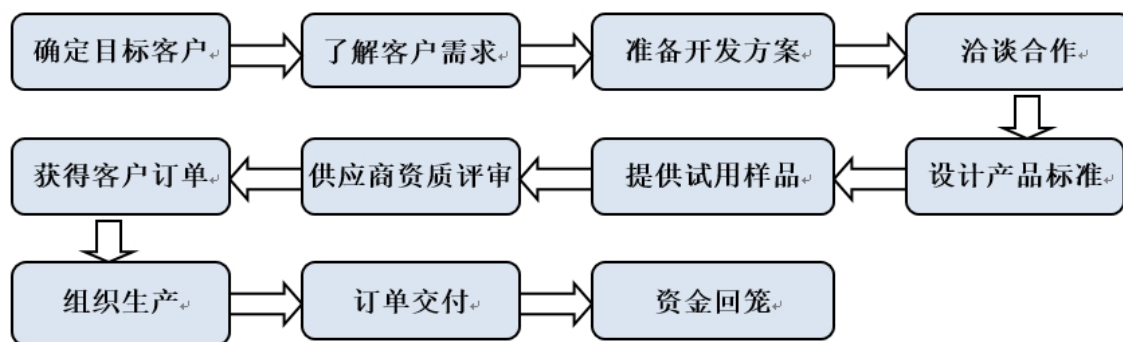 确定目标客户
了解客户需求
准备开发方案
洽谈合作
设计产品标准
提供试用样品
供应商资质评审
获得客户订单
组织生产
订单交付
资金回笼